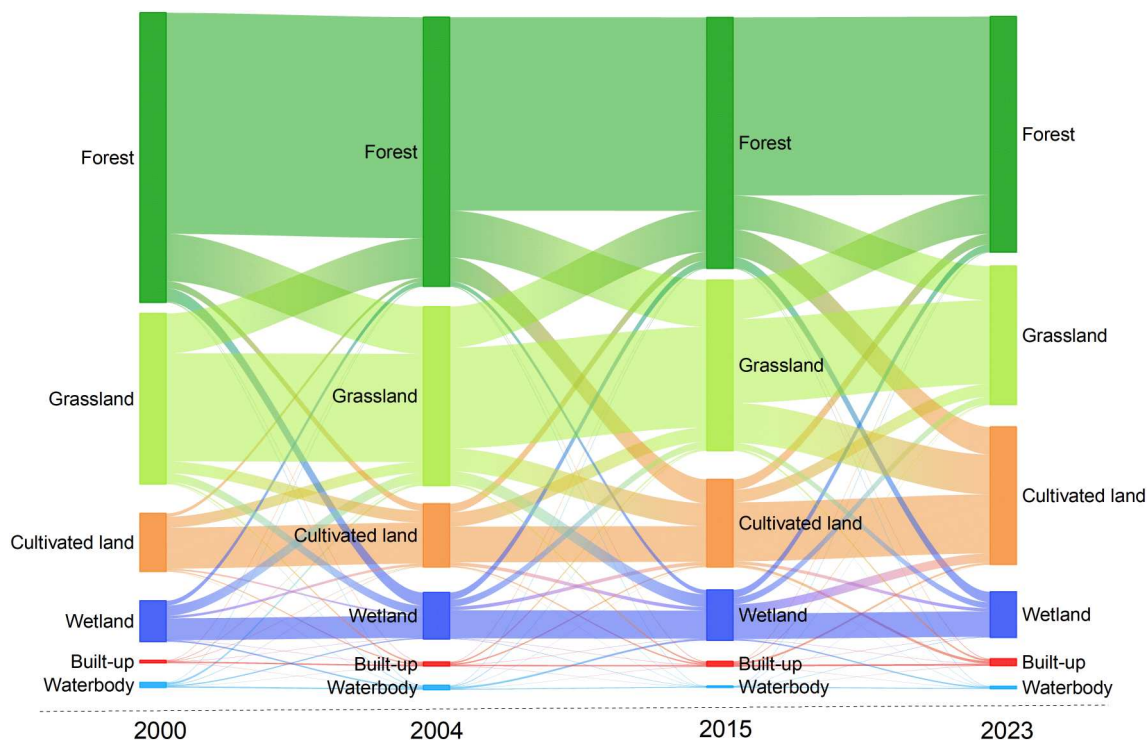 Forest
Grassland
Cultivated land
Wetland
Built-up
Waterbody
Forest
Grassland
Cultivated land
Wetland
Built-up
Waterbody
Forest
Grassland
Cultivated land
Wetland
Built-up
Waterbody
Forest
Grassland
Cultivated land
Wetland
Built-up
Waterbody
2000 2004 2015 2023